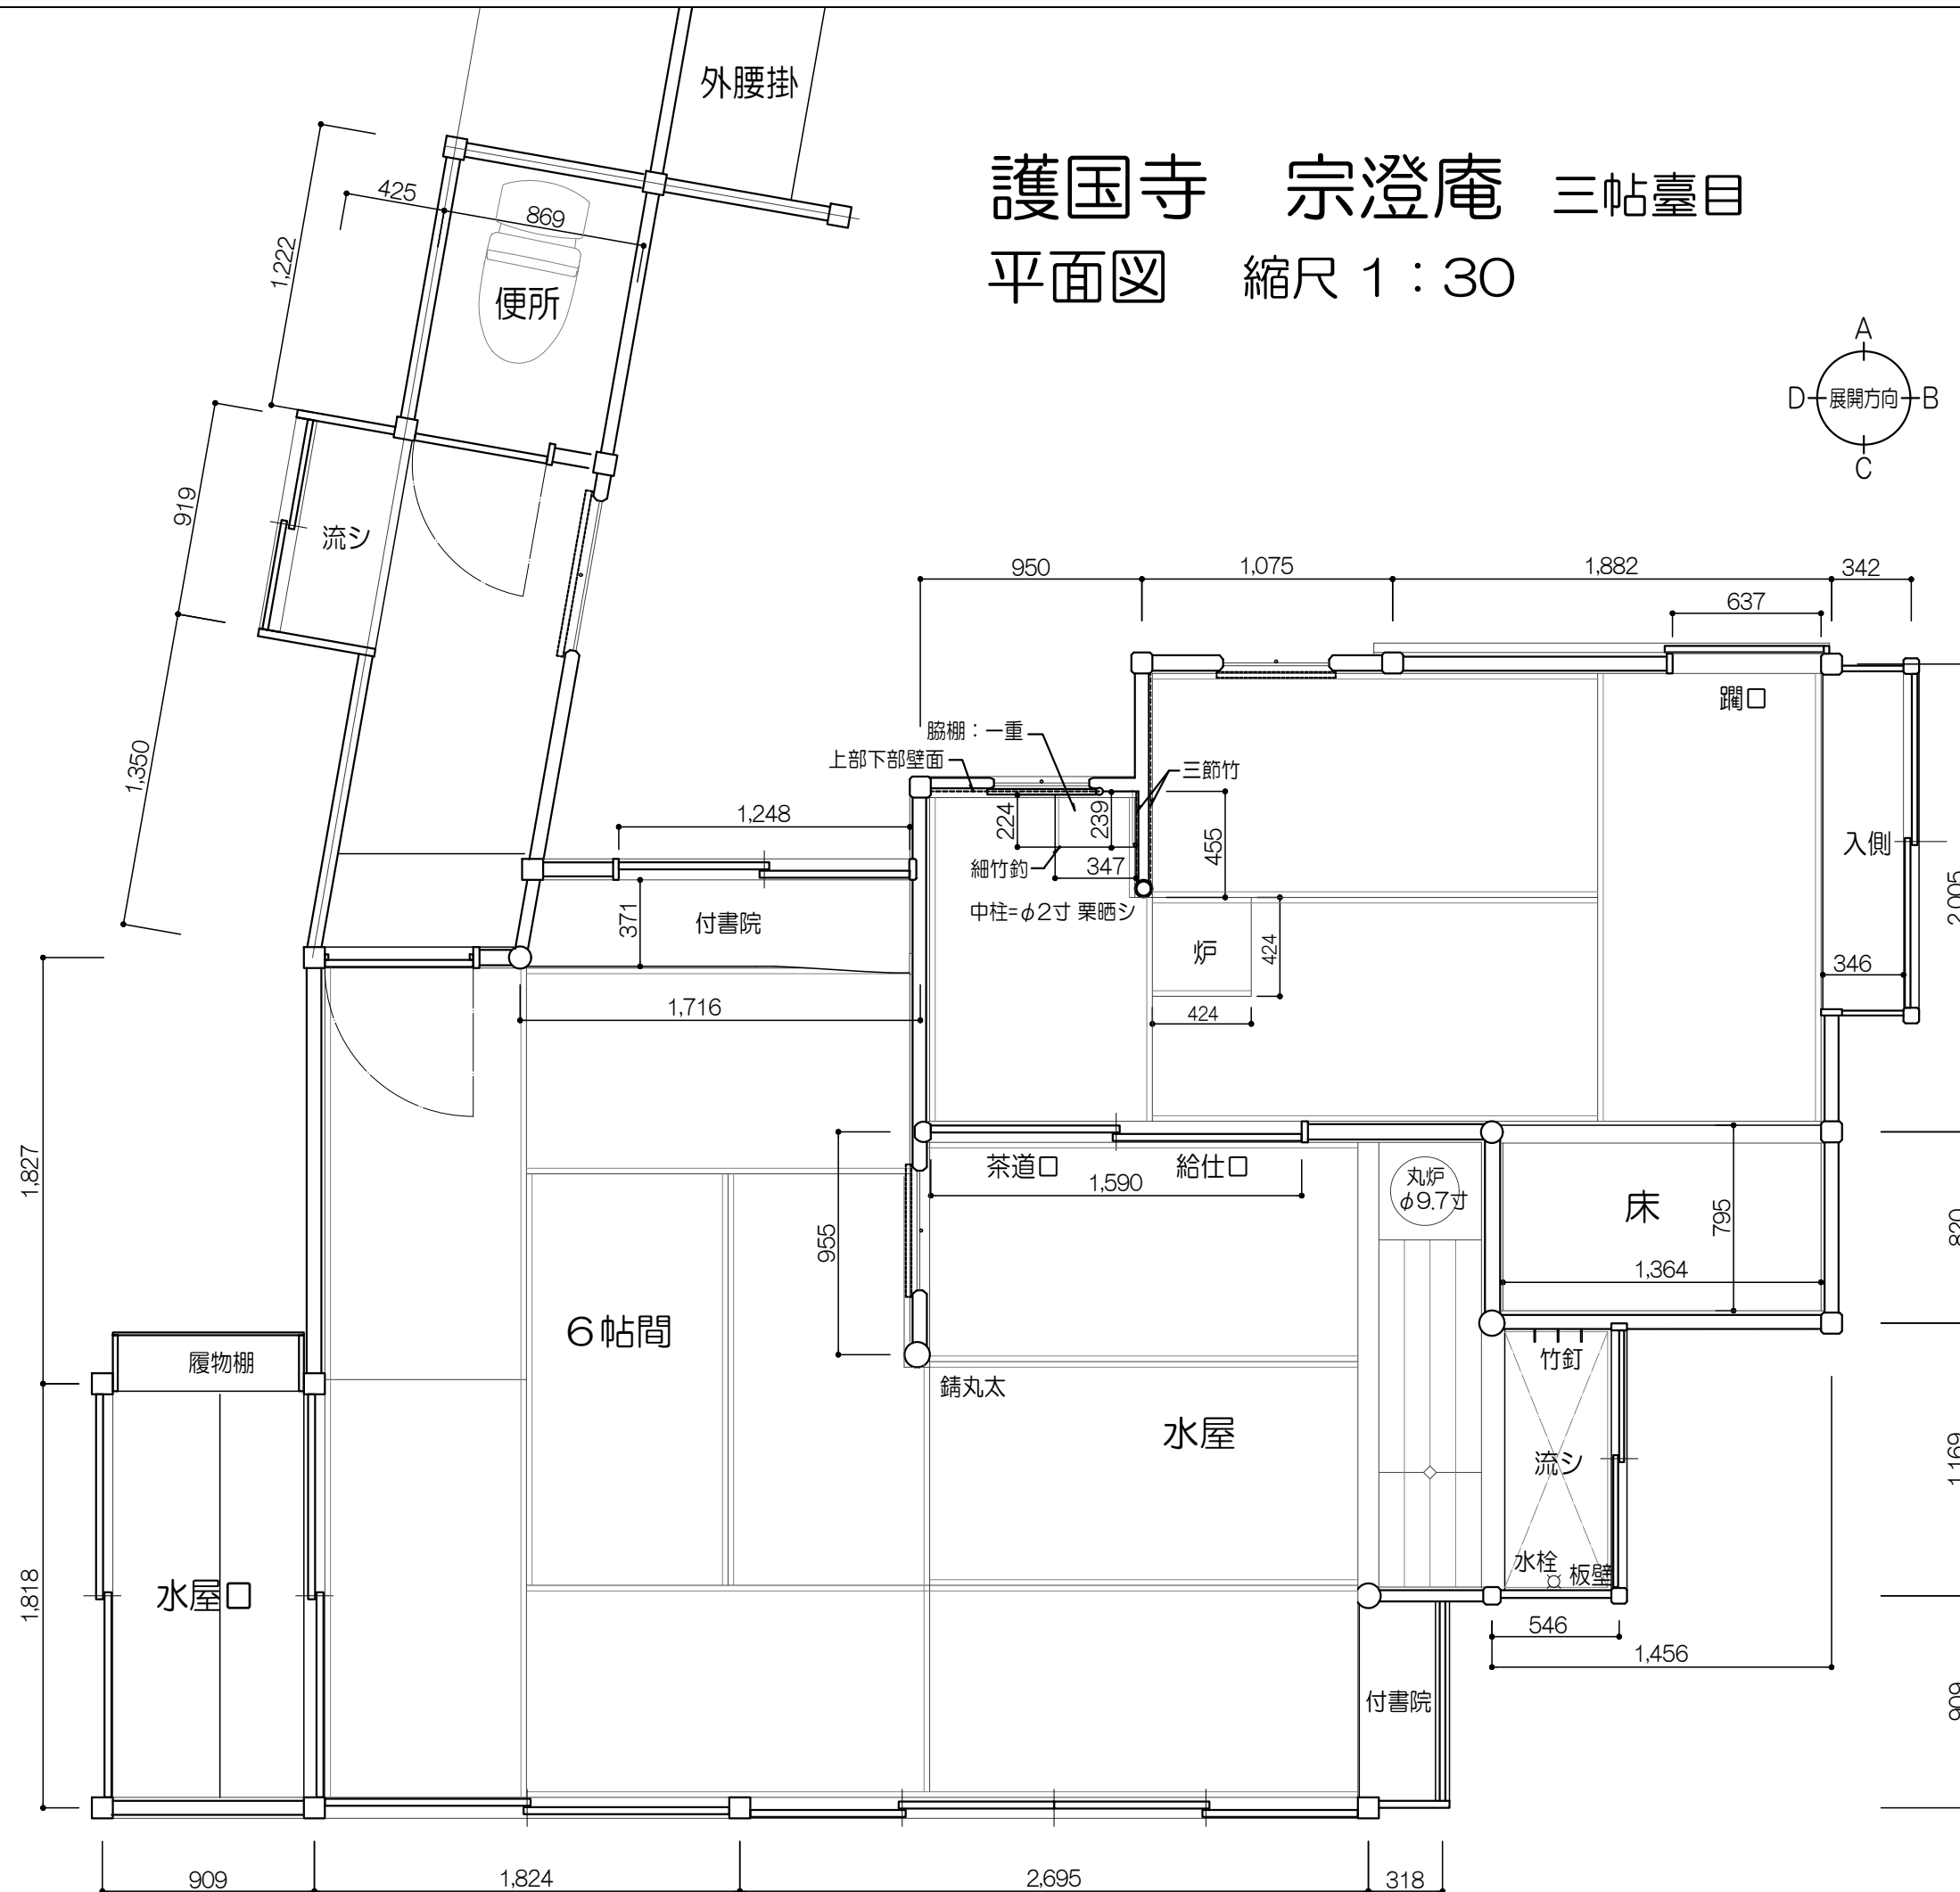 外腰掛
護国寺　宗澄庵 三帖臺目
平面図　縮尺 1：30
425
869
1,222
便所
A
D 展開方向 B
C
919
流シ
950
1,075
1,882
342
637
躙口
1,350
脇棚：一重
上部下部壁面
三節竹
1,248
224
239
455
入側
2,005
細竹釣
347
371
付書院
中柱=φ2寸 栗晒シ
炉
424
424
346
1,716
1,827
茶道口
給仕口
1,590
丸炉
φ9.7寸
床
795
820
955
1,364
6帖間
履物棚
竹釘
錆丸太
水屋
流シ
1,169
水屋口
1,818
水栓
板壁
546
1,456
付書院
909
909
1,824
2,695
318